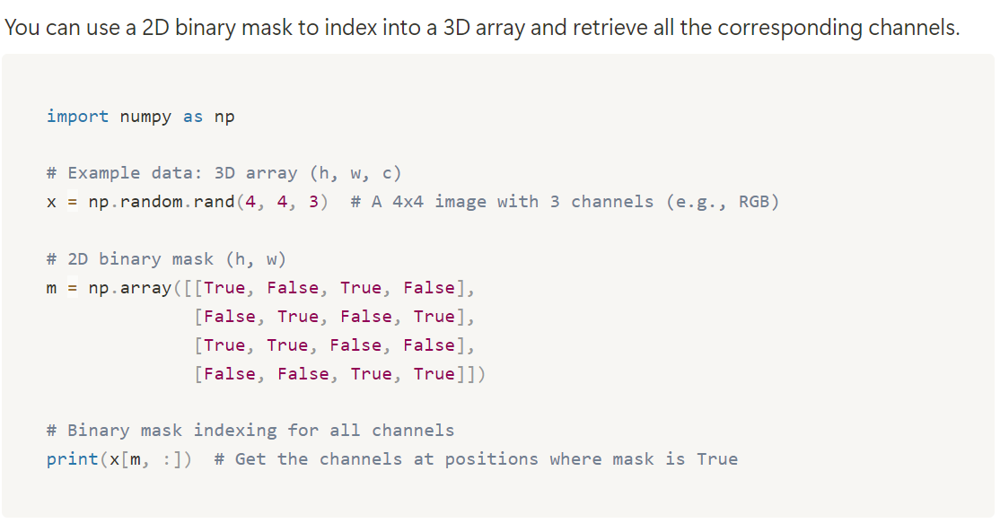 You can use a 2D binary mask to index into a 3D array and retrieve all the corresponding channels.
import numpy as np
# Example data: 3D array (h, w, c)
x = np.random.rand(4, 4, 3)  # A 4x4 image with 3 channels (e.g., RGB)
# 2D binary mask (h, w)
m = np.array([[True, False, True, False],
              [False, True, False, True],
              [True, True, False, False],
              [False, False, True, True]])
# Binary mask indexing for all channels
print(x[m, :])  # Get the channels at positions where mask is True